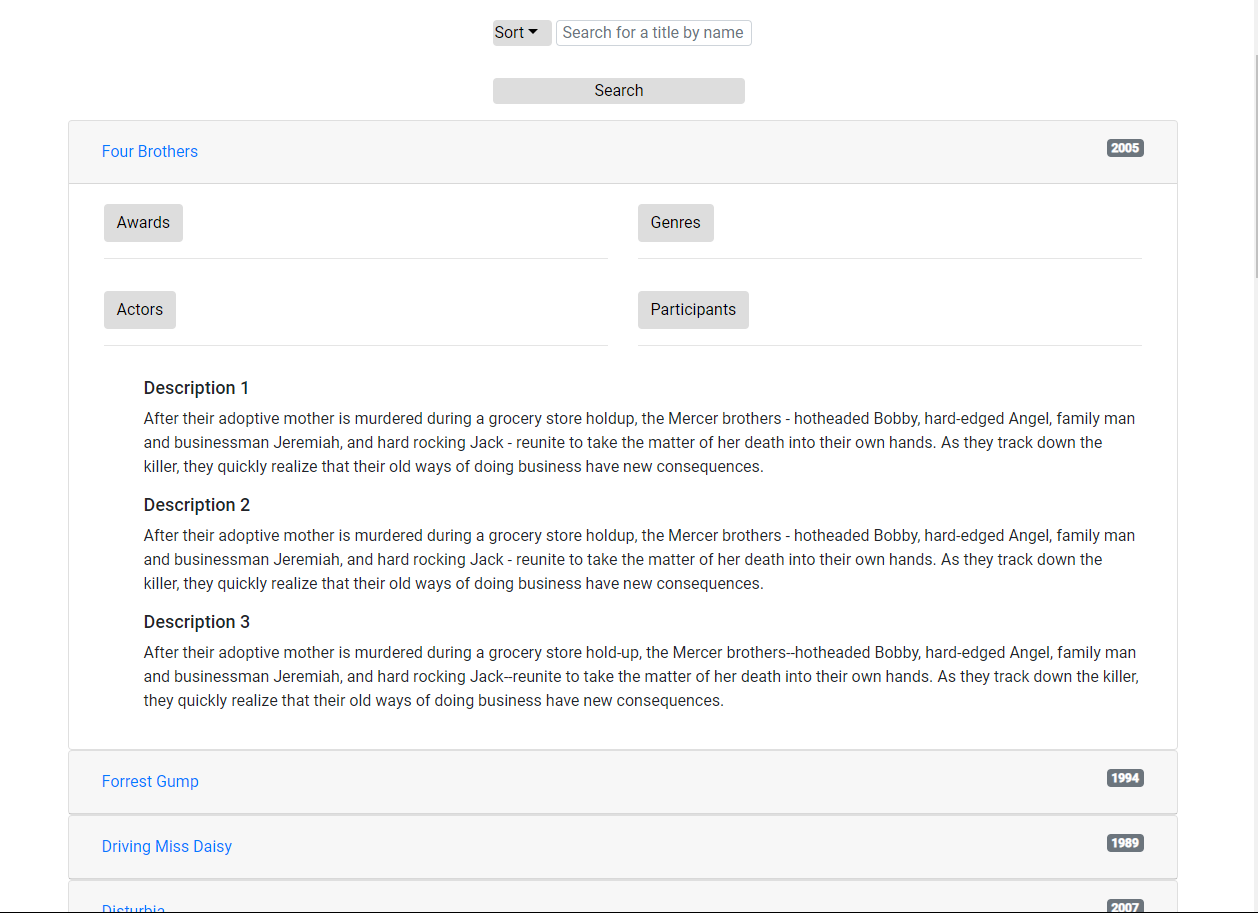 Sort Search for a title by name
Search
Four Brothers 2005
Awards Genres
Actors Participants
Description 1
After their adoptive mother is murdered during a grocery store holdup, the Mercer brothers - hotheaded Bobby, hard-edged Angel, family man
and businessman Jeremiah, and hard rocking Jack - reunite to take the matter of her death into their own hands. As they track down the
killer, they quickly realize that their old ways of doing business have new consequences.
Description 2
After their adoptive mother is murdered during a grocery store holdup, the Mercer brothers - hotheaded Bobby, hard-edged Angel, family man
and businessman Jeremiah, and hard rocking Jack - reunite to take the matter of her death into their own hands. As they track down the
killer, they quickly realize that their old ways of doing business have new consequences.
Description 3
After their adoptive mother is murdered during a grocery store hold-up, the Mercer brothers--hotheaded Bobby, hard-edged Angel, family man
and businessman Jeremiah, and hard rocking Jack--reunite to take the matter of her death into their own hands. As they track down the killer,
they quickly realize that their old ways of doing business have new consequences.
Forrest Gump 1994
Driving Miss Daisy 1989
Disturbia 2007